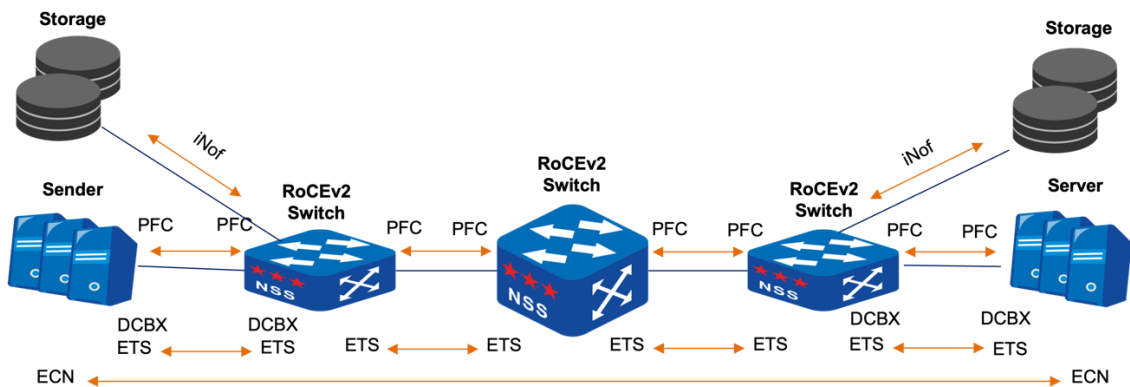 Storage
Storage
iNof
iNof
RoCEv2
Switch
RoCEv2
Switch
RoCEv2
Switch
Sender
Server
PFC PFC PFC PFC PFC PFC PFC PFC
NSS NSS NSS
DCBX DCBX DCBX DCBX
ETS ETS ETS ETS ETS ETS ETS ETS
ECN ECN